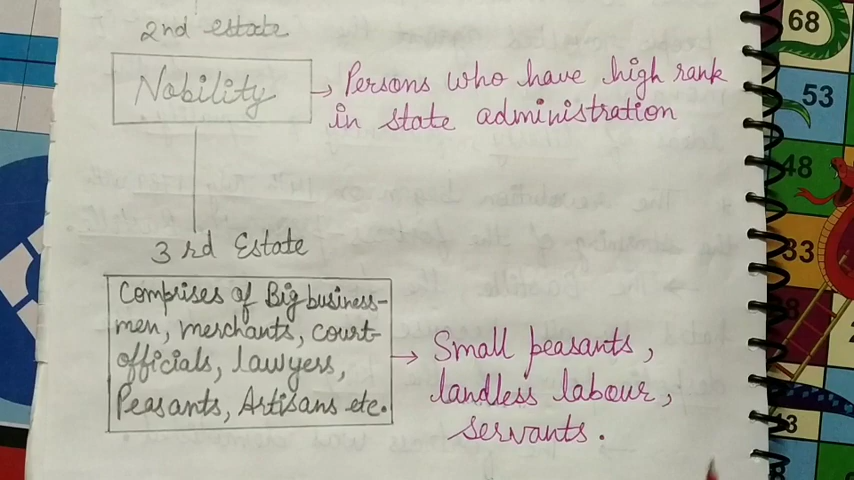 2nd estate
Nobility
→ Persons who have high rank
in state administration
3rd Estate
Comprises of Big business-
men, merchants, court-
officials, lawyers,
Peasants, Artisans etc.
→ Small peasants,
landless labour,
servants.
68
53
48
33